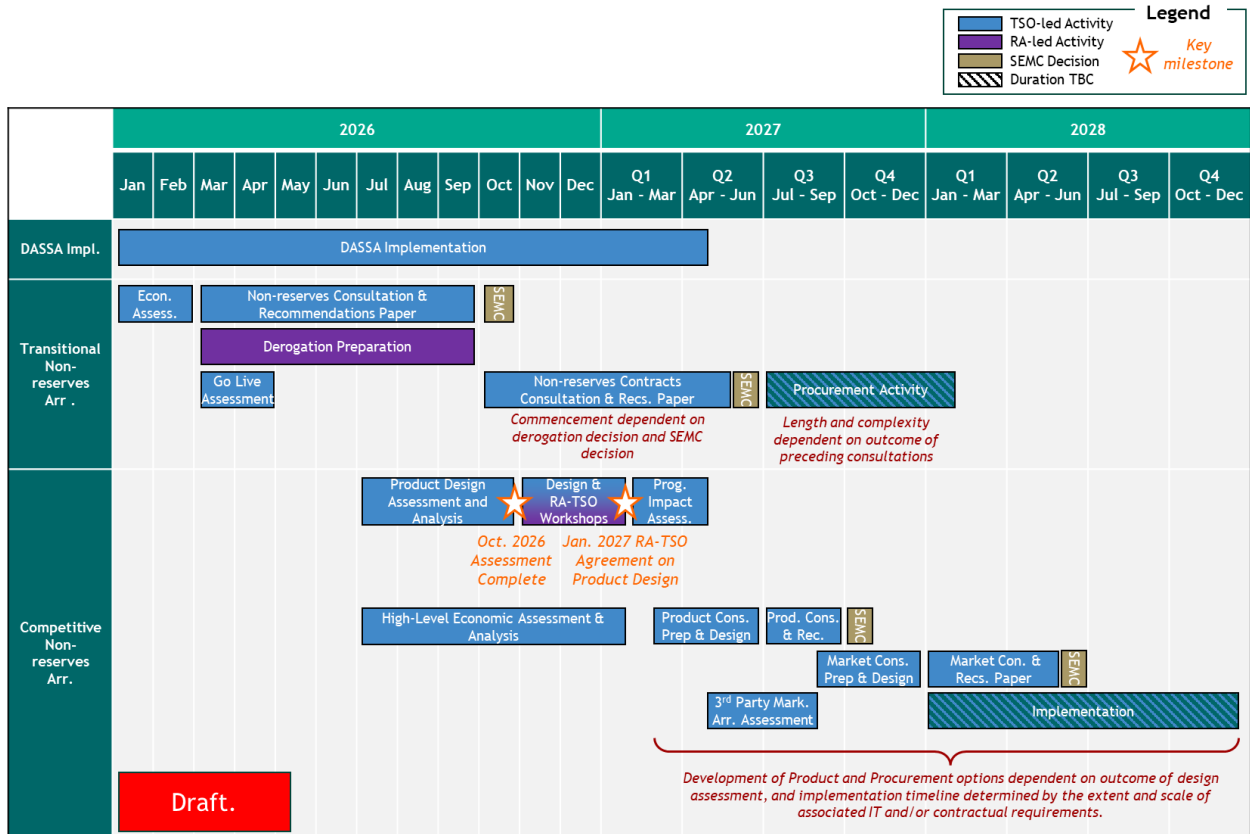 Legend
TSO-led Activity
RA-led Activity
SEMC Decision
Duration TBC
Key
milestone
2026
2027
2028
Jan
Feb
Mar
Apr
May
Jun
Jul
Aug
Sep
Oct
Nov
Dec
Q1
Jan - Mar
Q2
Apr - Jun
Q3
Jul - Sep
Q4
Oct - Dec
Q1
Jan - Mar
Q2
Apr - Jun
Q3
Jul - Sep
Q4
Oct - Dec
DASSA Impl.
DASSA Implementation
Transitional
Non-
reserves
Arr .
Econ.
Assess.
Non-reserves Consultation &
Recommendations Paper
SEMC
Derogation Preparation
Go Live
Assessment
Non-reserves Contracts
Consultation & Recs. Paper
SEMC
Procurement Activity
Commencement dependent on
derogation decision and SEMC
decision
Length and complexity
dependent on outcome of
preceding consultations
Competitive
Non-
reserves
Arr.
Product Design
Assessment and
Analysis
Design &
RA-TSO
Workshops
Prog.
Impact
Assess.
Oct. 2026
Assessment
Complete
Jan. 2027 RA-TSO
Agreement on
Product Design
High-Level Economic Assessment &
Analysis
Product Cons.
Prep & Design
Prod. Cons.
& Rec.
SEMC
Market Cons.
Prep & Design
Market Con. &
Recs. Paper
SEMC
3rd Party Mark.
Arr. Assessment
Implementation
Development of Product and Procurement options dependent on outcome of design
assessment, and implementation timeline determined by the extent and scale of
associated IT and/or contractual requirements.
Draft.